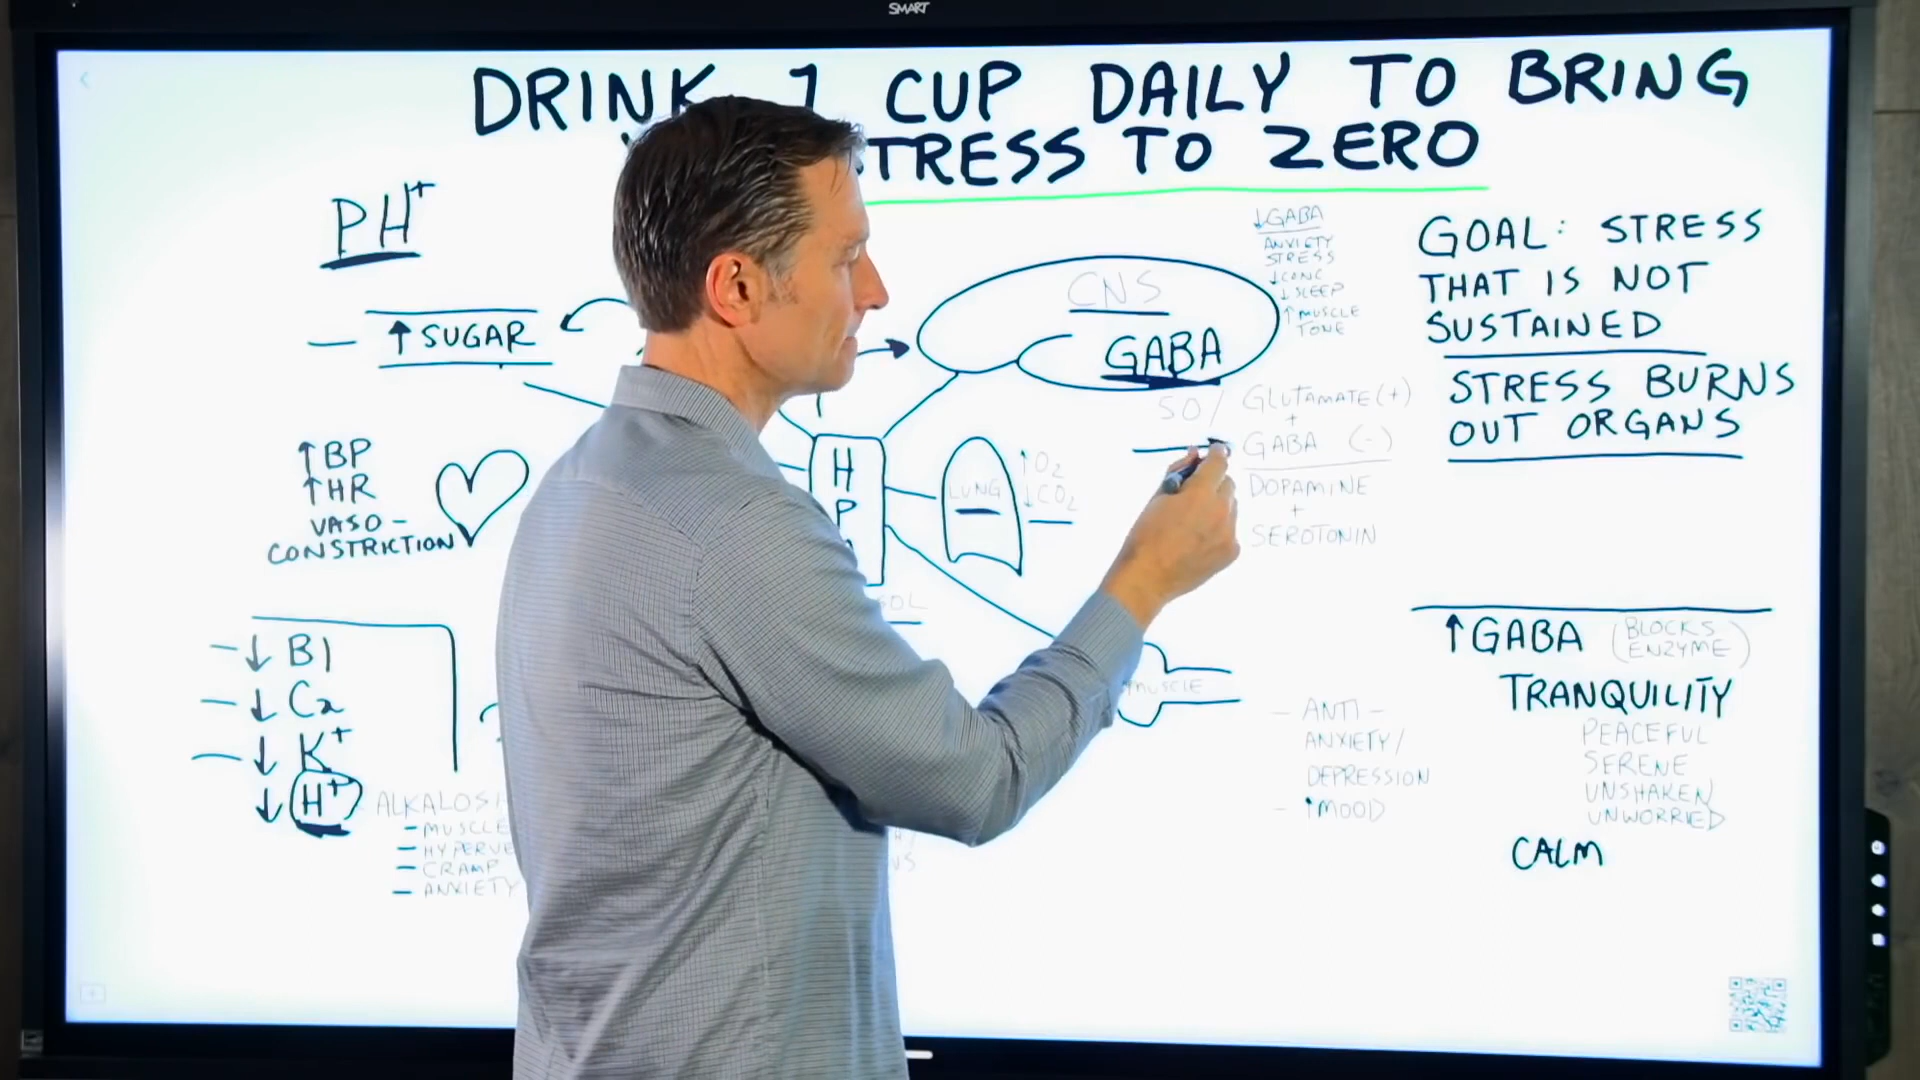 SMART
DRINK 1 CUP DAILY TO BRING
TRESS TO ZERO
PH+
↑SUGAR
↑BP
↑HR
VASO-
CONSTRICTION
- ↓ B1
- ↓ Ca
- ↓ K+
↓ H+
ALKALOSI
- MUSCLE
- HYPERVE
- CRAMP
- ANXIETY
H
P
OL
CNS
GABA
LUNG
↑O2
↓CO2
MUSCLE
↓GABA
ANXIETY
STRESS
↓CONC
↓SLEEP
↑MUSCLE
TONE
50/
GLUTAMATE(+)
+
GABA (-)
DOPAMINE
+
SEROTONIN
- ANTI-
ANXIETY/
DEPRESSION
- ↑MOOD
GOAL: STRESS
THAT IS NOT
SUSTAINED
STRESS BURNS
OUT ORGANS
↑GABA (BLOCKS
ENZYME)
TRANQUILITY
PEACEFUL
SERENE
UNSHAKEN
UNWORRIED
CALM